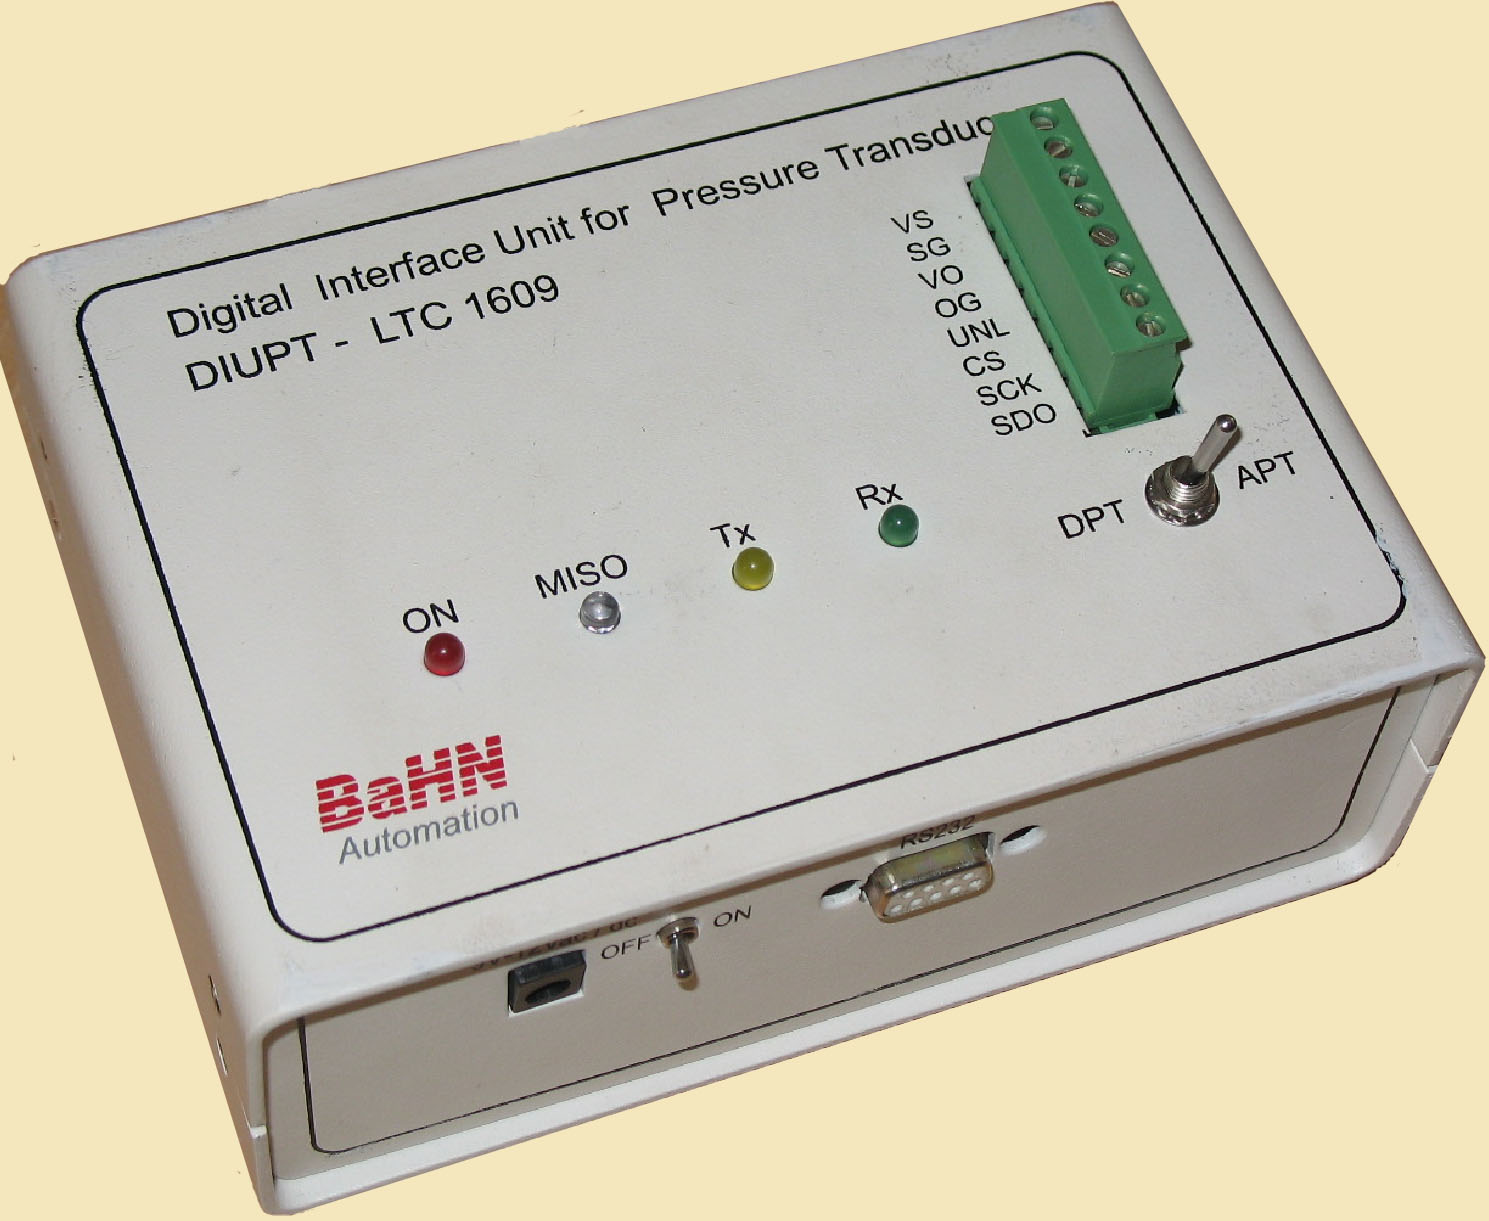 Digital Interface Unit for Pressure Transduc
DIUPT - LTC 1609
VS
SG
VO
OG
UNL
CS
SCK
SDO
DPT
APT
ON
MISO
Tx
Rx
BaHN
Automation
OFF
ON
RS232